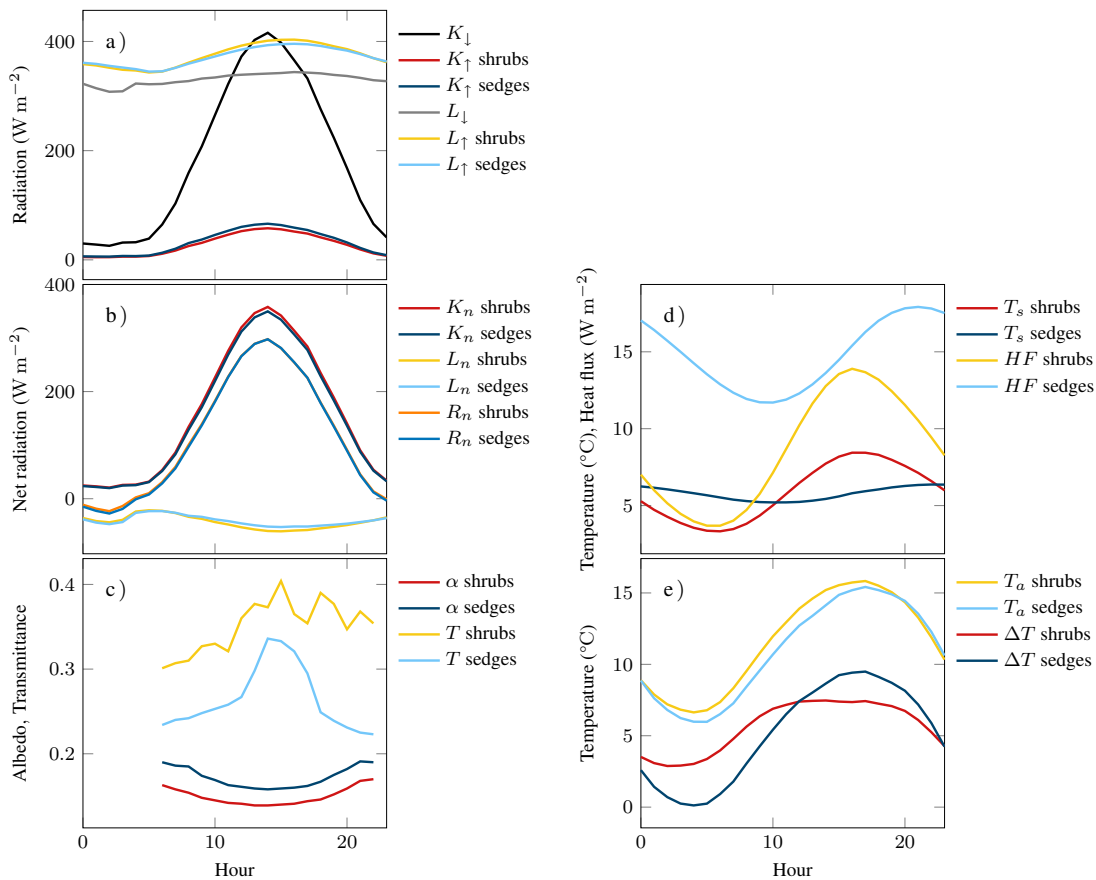 a)
Radiation (W m⁻²)
400
200
0
K↓
K↑ shrubs
K↑ sedges
L↓
L↑ shrubs
L↑ sedges
b)
Net radiation (W m⁻²)
400
200
0
Kₙ shrubs
Kₙ sedges
Lₙ shrubs
Lₙ sedges
Rₙ shrubs
Rₙ sedges
c)
Albedo, Transmittance
0.4
0.3
0.2
0 10 20
Hour
α shrubs
α sedges
T shrubs
T sedges
d)
Temperature (°C), Heat flux (W m⁻²)
15
10
5
Tₛ shrubs
Tₛ sedges
HF shrubs
HF sedges
e)
Temperature (°C)
15
10
5
0
0 10 20
Hour
Tₐ shrubs
Tₐ sedges
ΔT shrubs
ΔT sedges